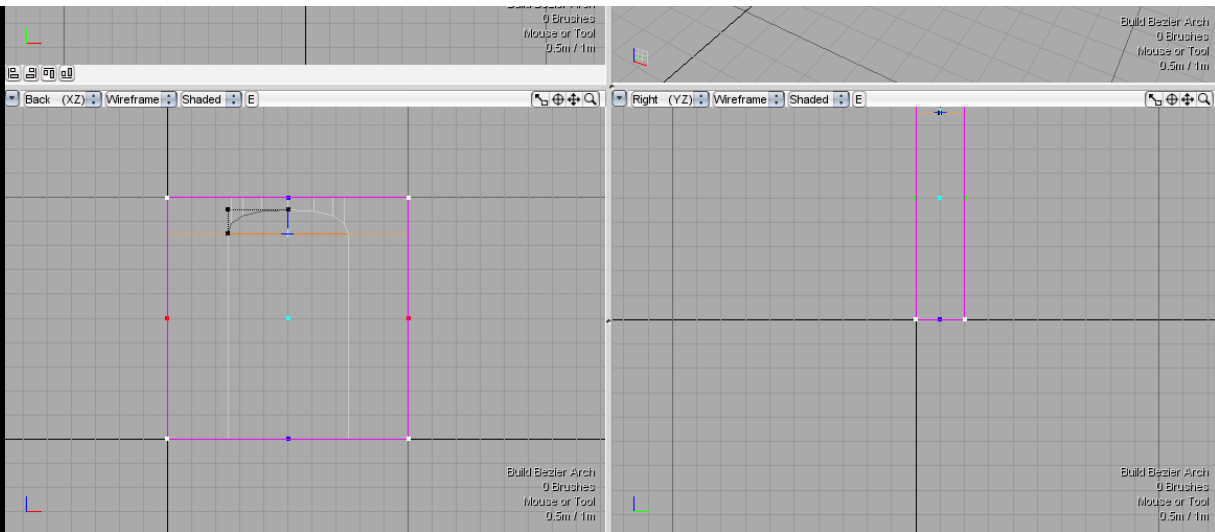 Build Bezier Arch
0 Brushes
Mouse or Tool
0.5m / 1m
Build Bezier Arch
0 Brushes
Mouse or Tool
0.5m / 1m
Back (XZ) Wireframe Shaded E
Right (YZ) Wireframe Shaded E
Build Bezier Arch
0 Brushes
Mouse or Tool
0.5m / 1m
Build Bezier Arch
0 Brushes
Mouse or Tool
0.5m / 1m